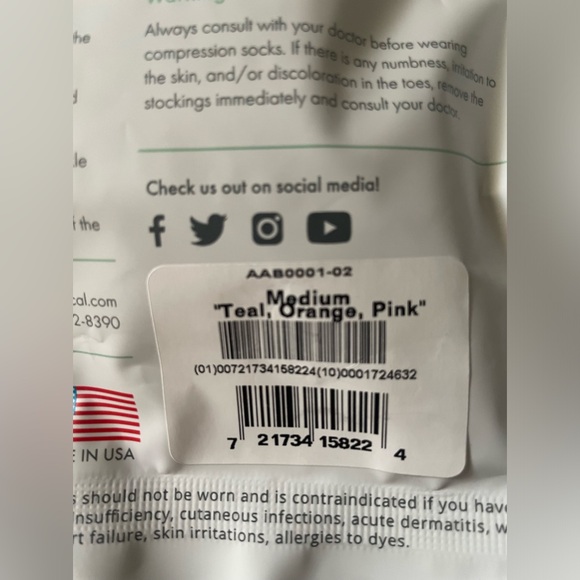 the
Always consult with your doctor before wearing
compression socks. If there is any numbness, irritation to
the skin, and/or discoloration in the toes, remove the
stockings immediately and consult your doctor.
Check us out on social media!
the
cal.com
2-8390
AAB0001-02
Medium
"Teal, Orange, Pink"
(01)00721734158224(10)0001724632
7 21734 15822 4
IN USA
should not be worn and is contraindicated if you have
insufficiency, cutaneous infections, acute dermatitis, w
rt failure, skin irritations, allergies to dyes.